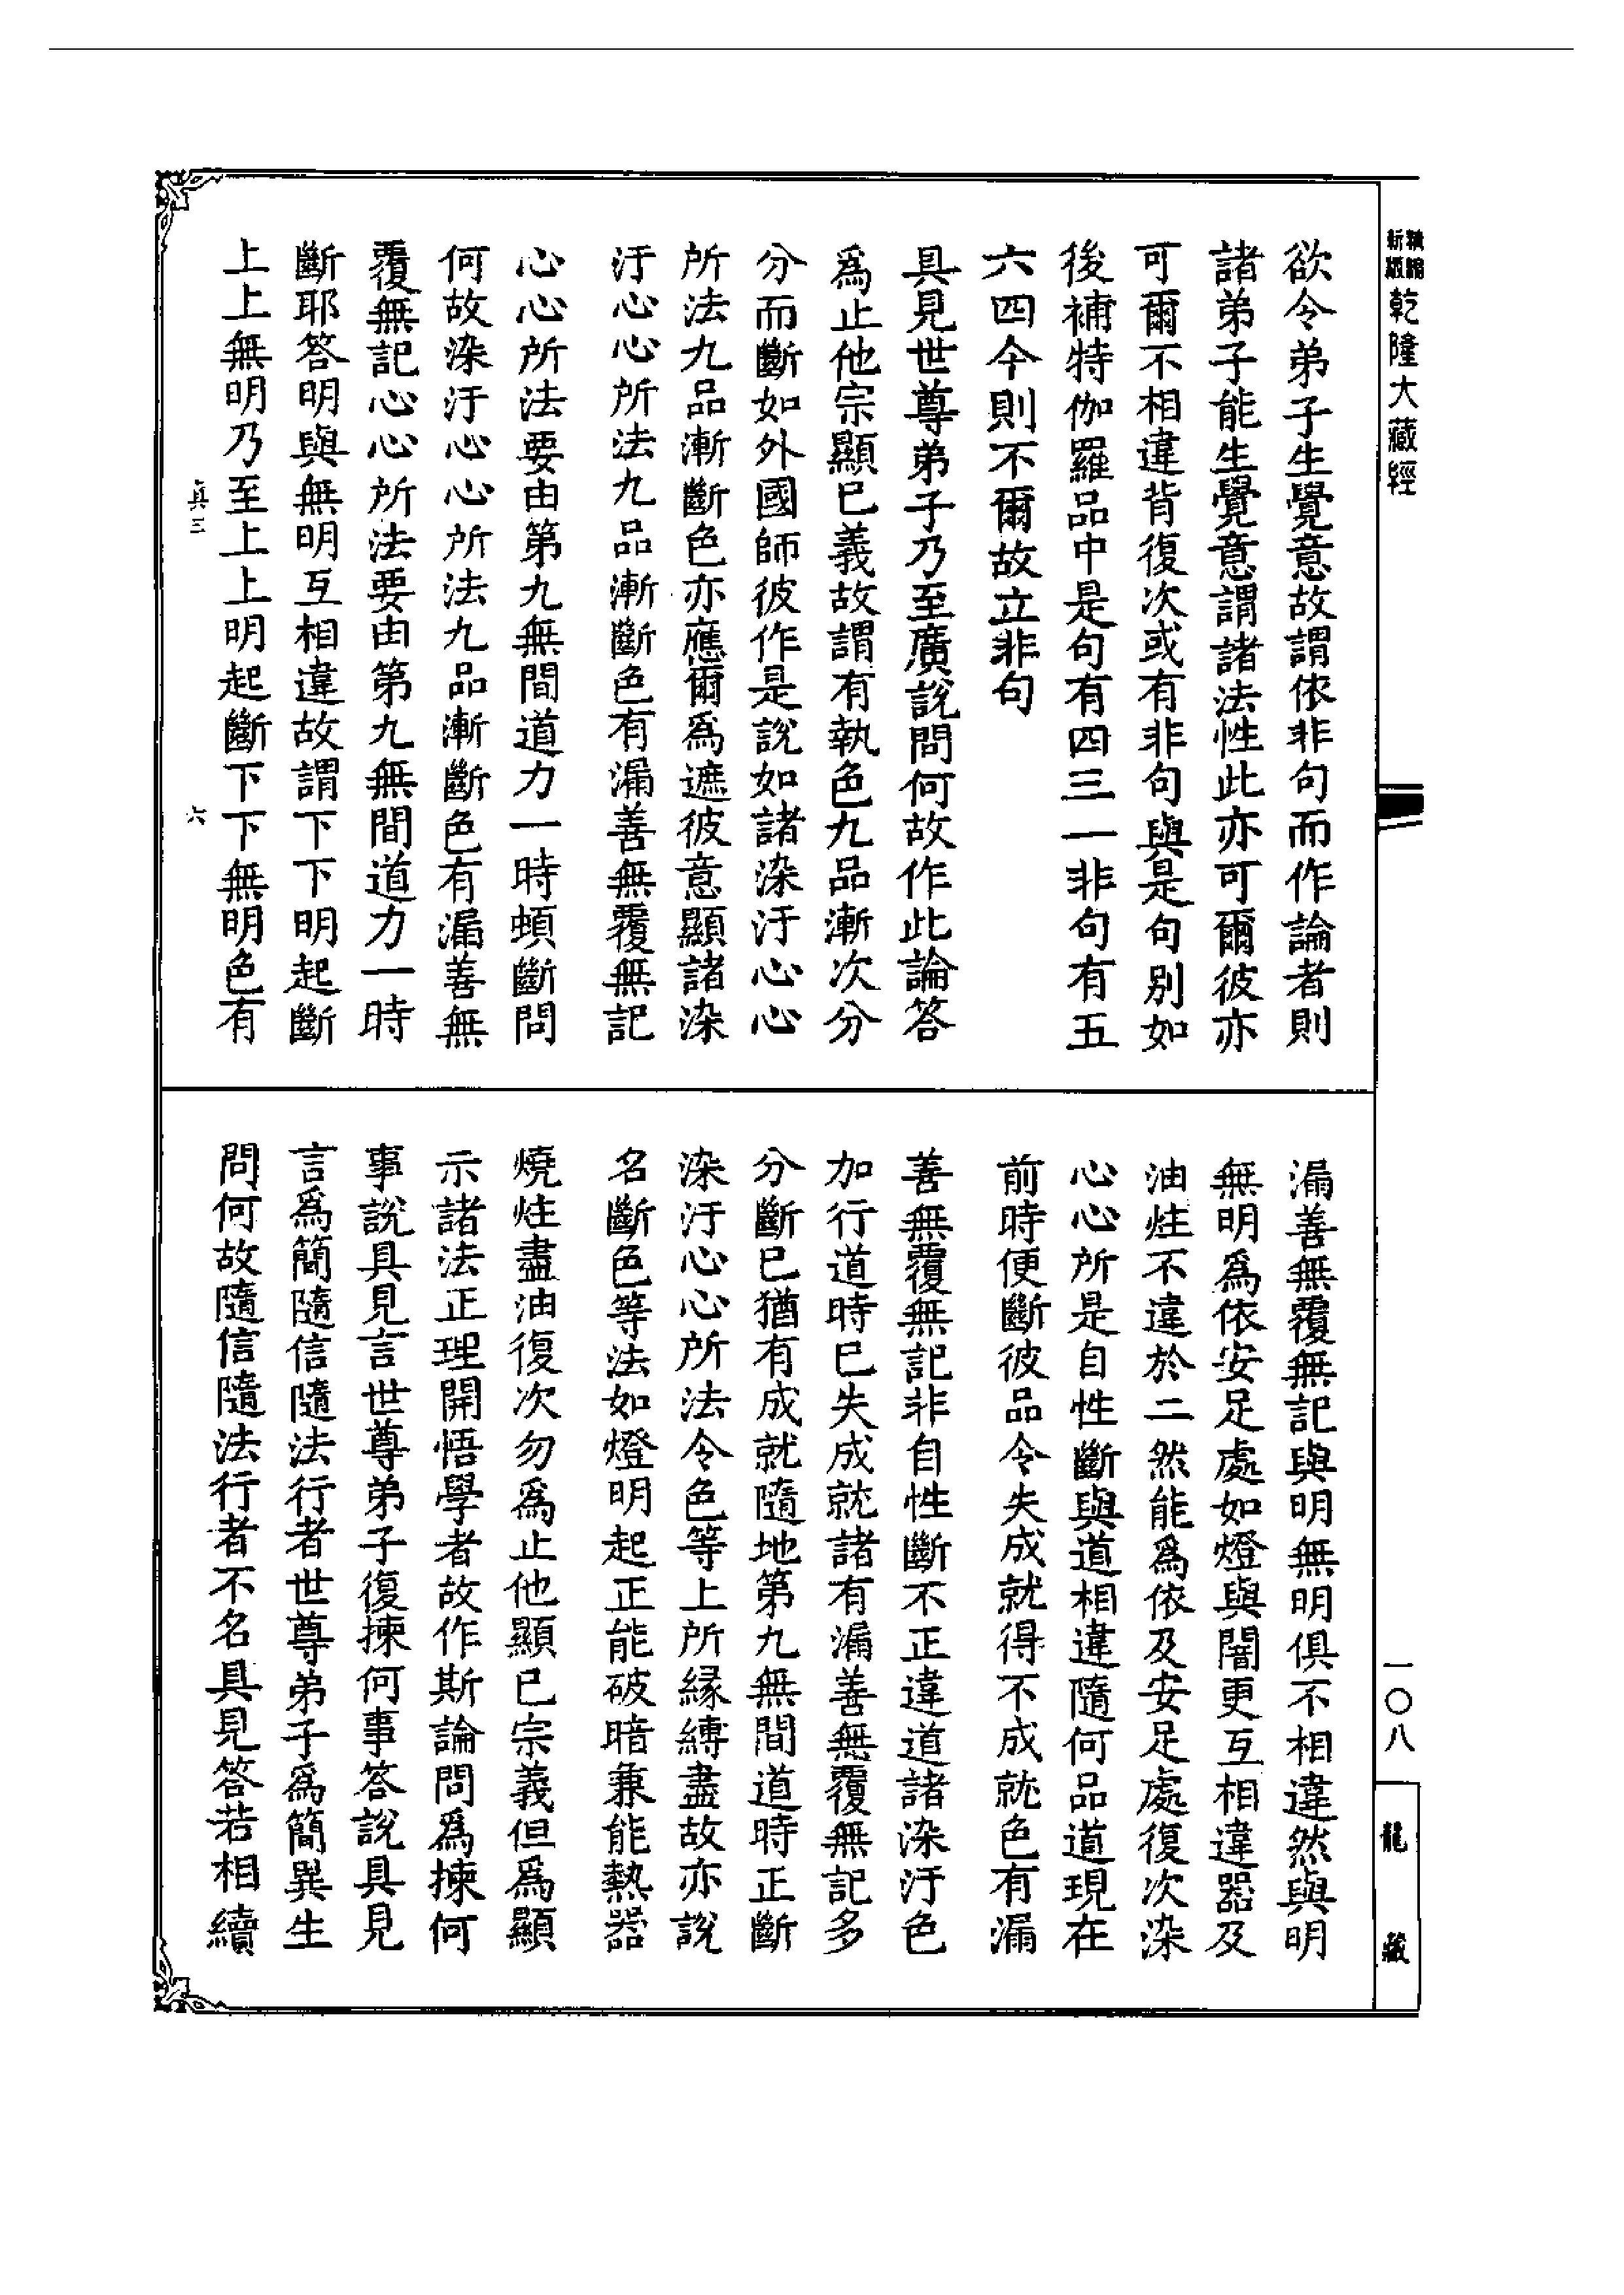 新編
縮版
乾隆大藏經
欲令弟子生覺意故謂依非句而作論者則
諸弟子能生覺意謂諸法性此亦可爾彼亦
可爾不相違背復次或有非句與是句別如
後補特伽羅品中是句有四三一非句有五
六四今則不爾故立非句
具見世尊弟子乃至廣說問何故作此論答
爲止他宗顯已義故謂有執色九品漸次分
分而斷如外國師彼作是說如諸染汙心心
所法九品漸斷色亦應爾爲遮彼意顯諸染
汙心心所法九品漸斷色有漏善無覆無記
心心所法要由第九無間道力一時頓斷問
何故染汙心心所法九品漸斷色有漏善無
覆無記心心所法要由第九無間道力一時
斷耶答明與無明互相違故謂下下明起斷
上上無明乃至上上明起斷下下無明色有
真三
六
漏善無覆無記與明無明俱不相違然與明
無明爲依安足處如燈與闇更互相違器及
油炷不違於二然能爲依及安足處復次染
心心所是自性斷與道相違隨何品道現在
前時便斷彼品令失成就得不成就色有漏
善無覆無記非自性斷不正違道諸染汙色
加行道時已失成就諸有漏善無覆無記多
分斷已猶有成就隨地第九無間道時正斷
染汙心心所法令色等上所緣縛盡故亦說
名斷色等法如燈明起正能破暗兼能熱器
燒炷盡油復次勿爲止他顯已宗義但爲顯
示諸法正理開悟學者故作斯論問爲揀何
事說具見言世尊弟子復揀何事答說具見
言爲簡隨信隨法行者世尊弟子爲簡異生
問何故隨信隨法行者不名具見答若相續
一〇八
龍
藏